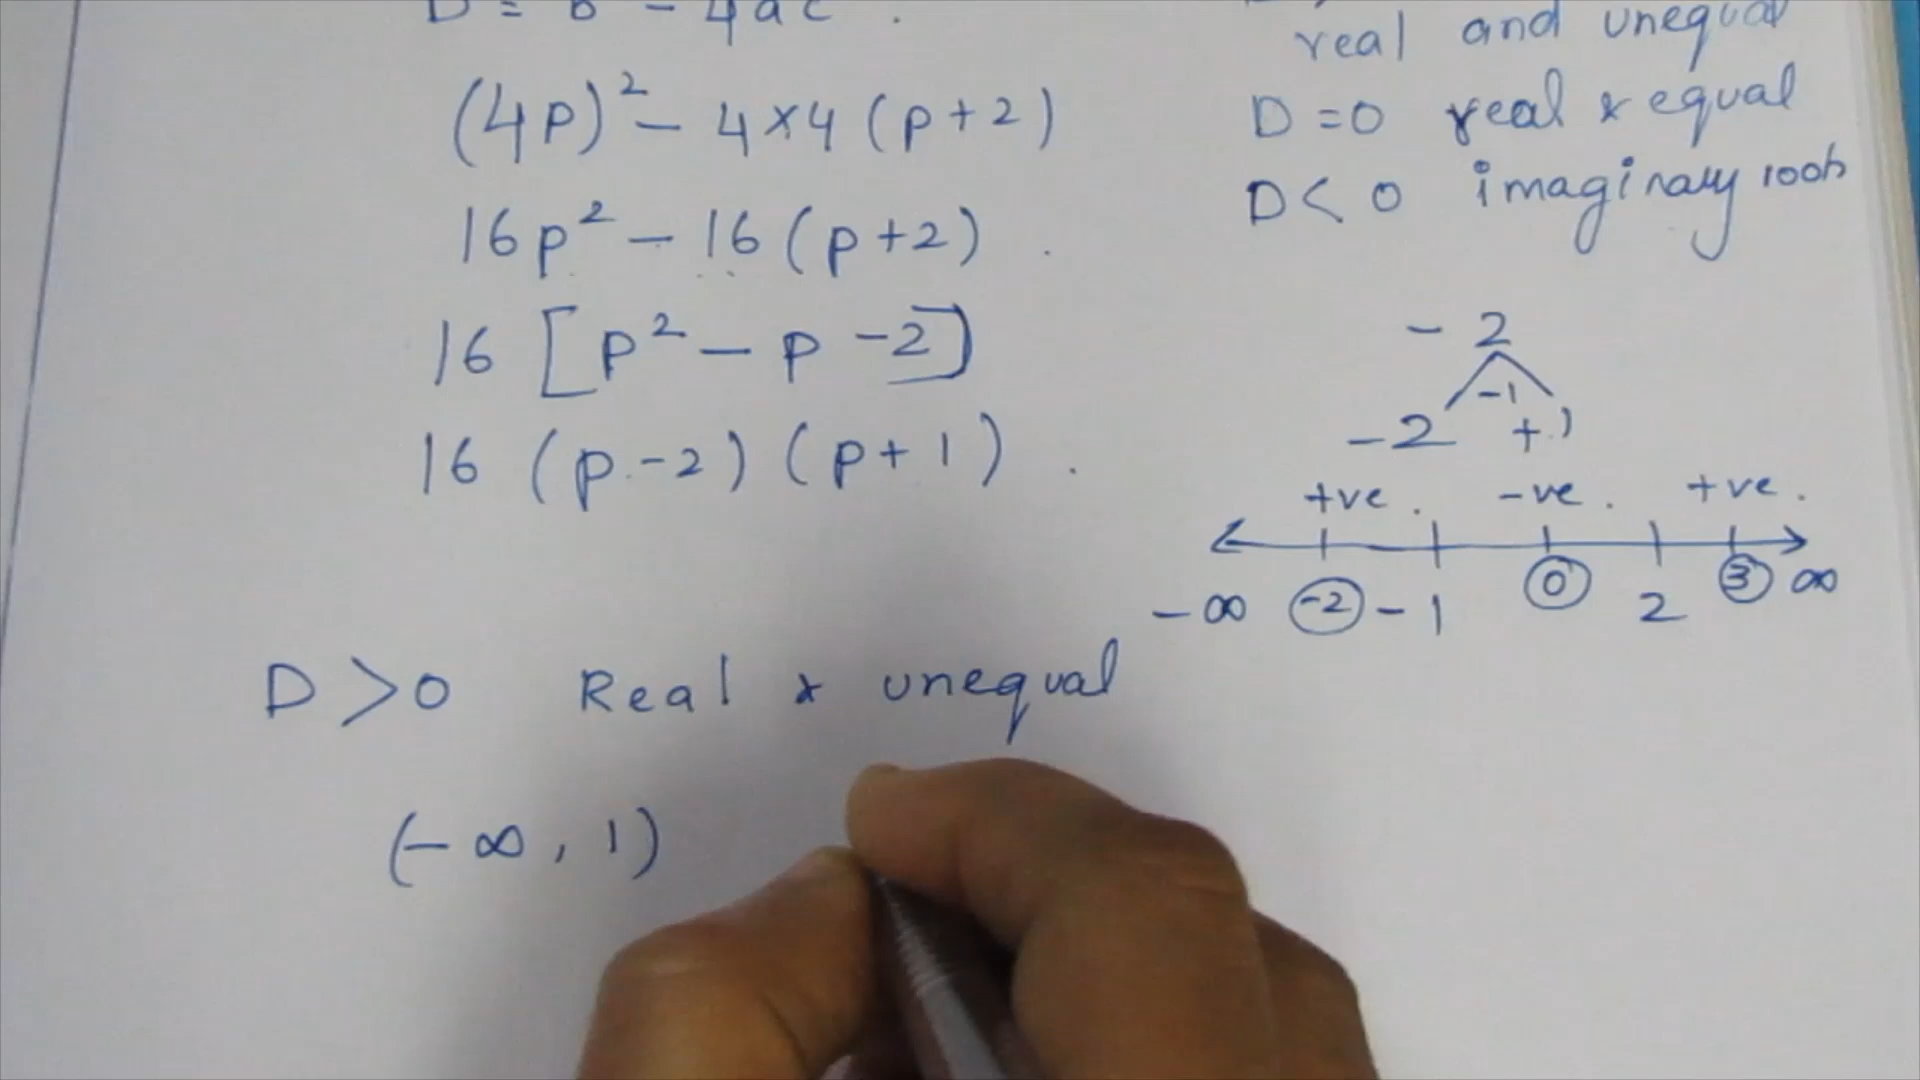 D = b - 4ac .
(4p)² - 4×4 (p+2)
16p² - 16 (p+2) .
16 [p² - p -2]
16 (p-2) (p+1) .
real and unequal
D =0 real & equal
D < 0 imaginary roots
- 2
-1
-2 +1
+ve . -ve . +ve .
-∞ -2 -1 0 2 3 ∞
D >0 Real & unequal
(-∞, 1)